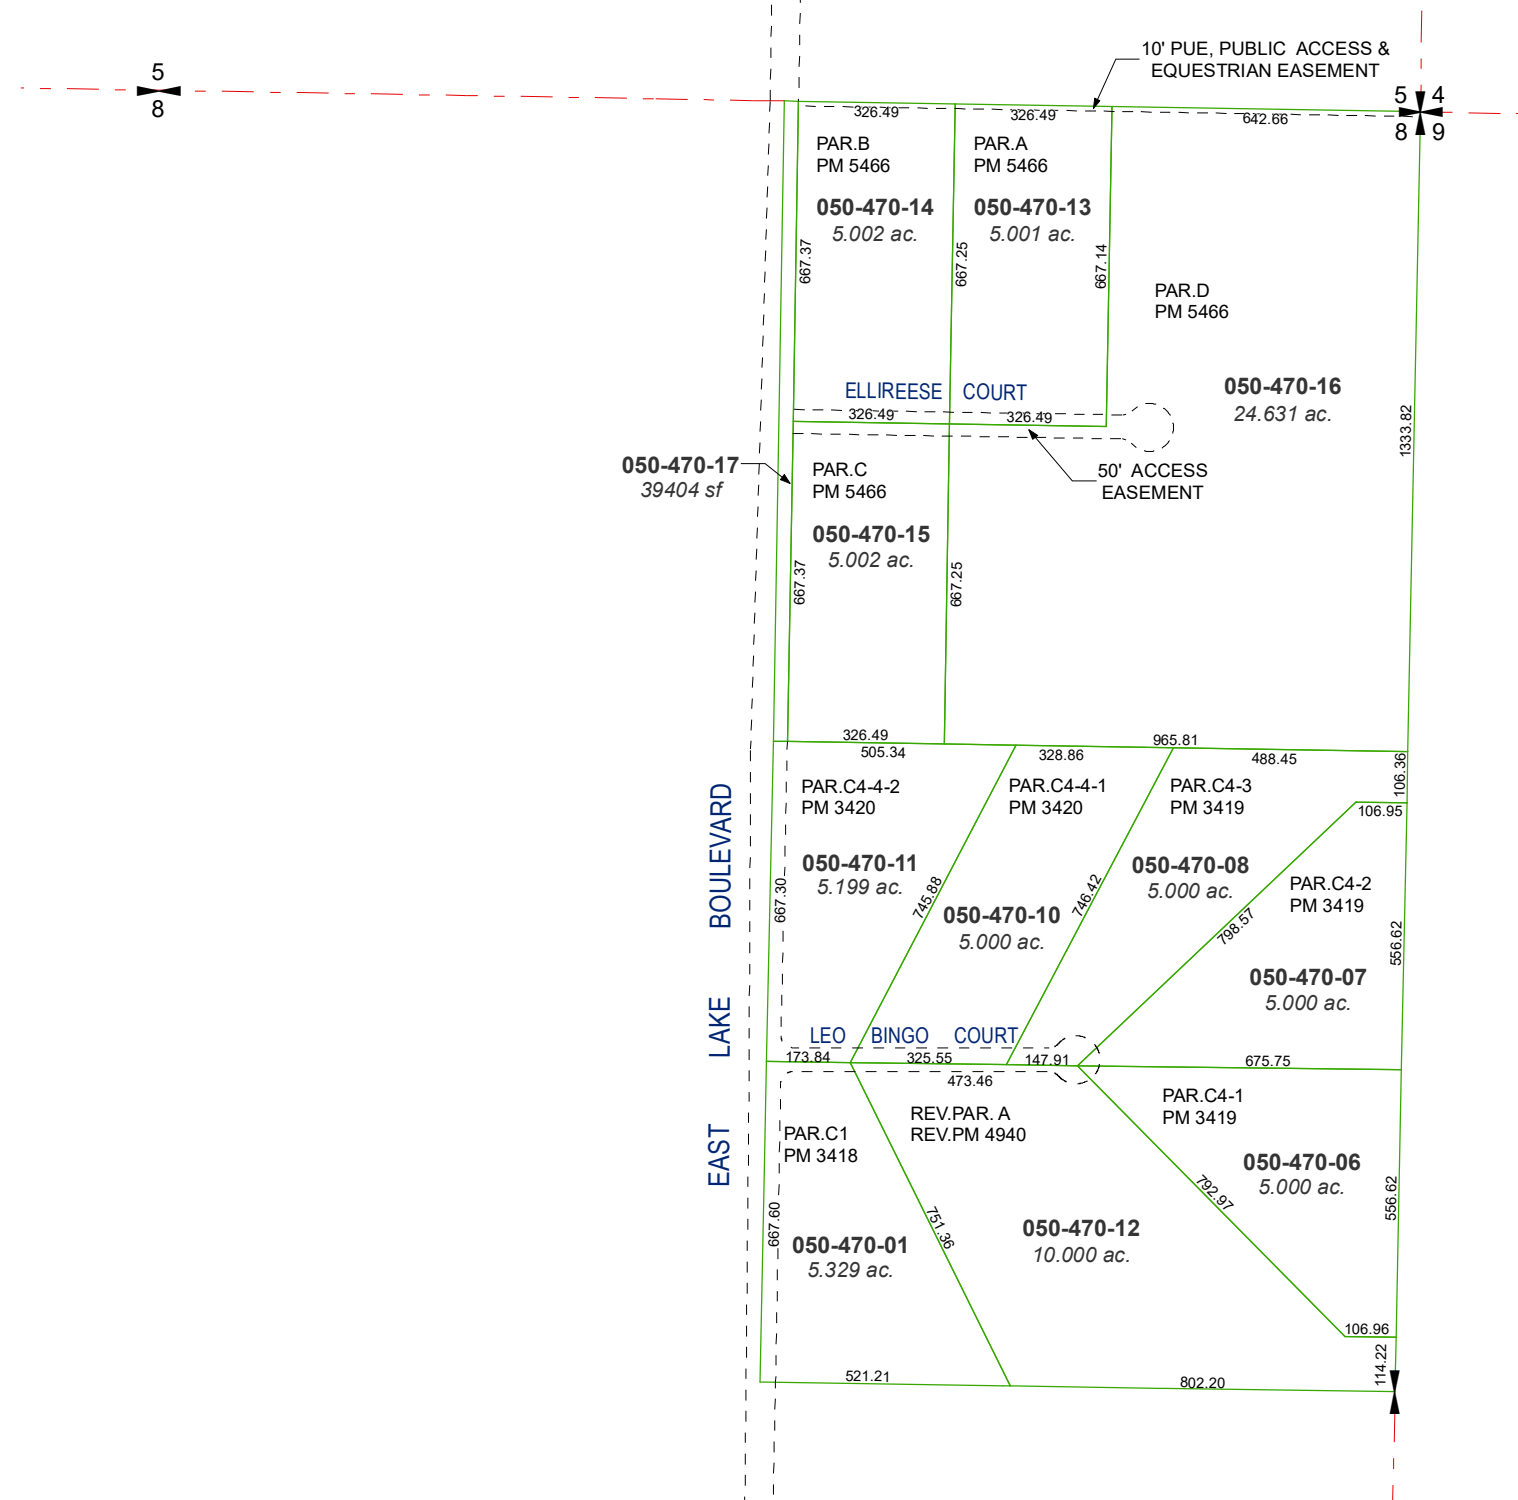 10' PUE, PUBLIC ACCESS &
EQUESTRIAN EASEMENT
5
8
5 4
8 9
326.49
326.49
642.66
PAR.B
PM 5466
050-470-14
5.002 ac.
PAR.A
PM 5466
050-470-13
5.001 ac.
667.37
667.25
667.14
PAR.D
PM 5466
050-470-16
24.631 ac.
1333.82
ELLIREESE COURT
326.49
326.49
50' ACCESS
EASEMENT
050-470-17
39404 sf
PAR.C
PM 5466
050-470-15
5.002 ac.
667.37
667.25
326.49
965.81
505.34
328.86
488.45
106.36
106.95
PAR.C4-4-2
PM 3420
050-470-11
5.199 ac.
PAR.C4-4-1
PM 3420
050-470-10
5.000 ac.
PAR.C4-3
PM 3419
050-470-08
5.000 ac.
PAR.C4-2
PM 3419
050-470-07
5.000 ac.
667.30
745.88
746.42
798.57
556.62
EAST LAKE BOULEVARD
LEO BINGO COURT
173.84
325.55
147.91
675.75
473.46
PAR.C1
PM 3418
050-470-01
5.329 ac.
REV.PAR. A
REV.PM 4940
050-470-12
10.000 ac.
PAR.C4-1
PM 3419
050-470-06
5.000 ac.
667.60
751.36
792.97
556.62
106.96
114.22
521.21
802.20